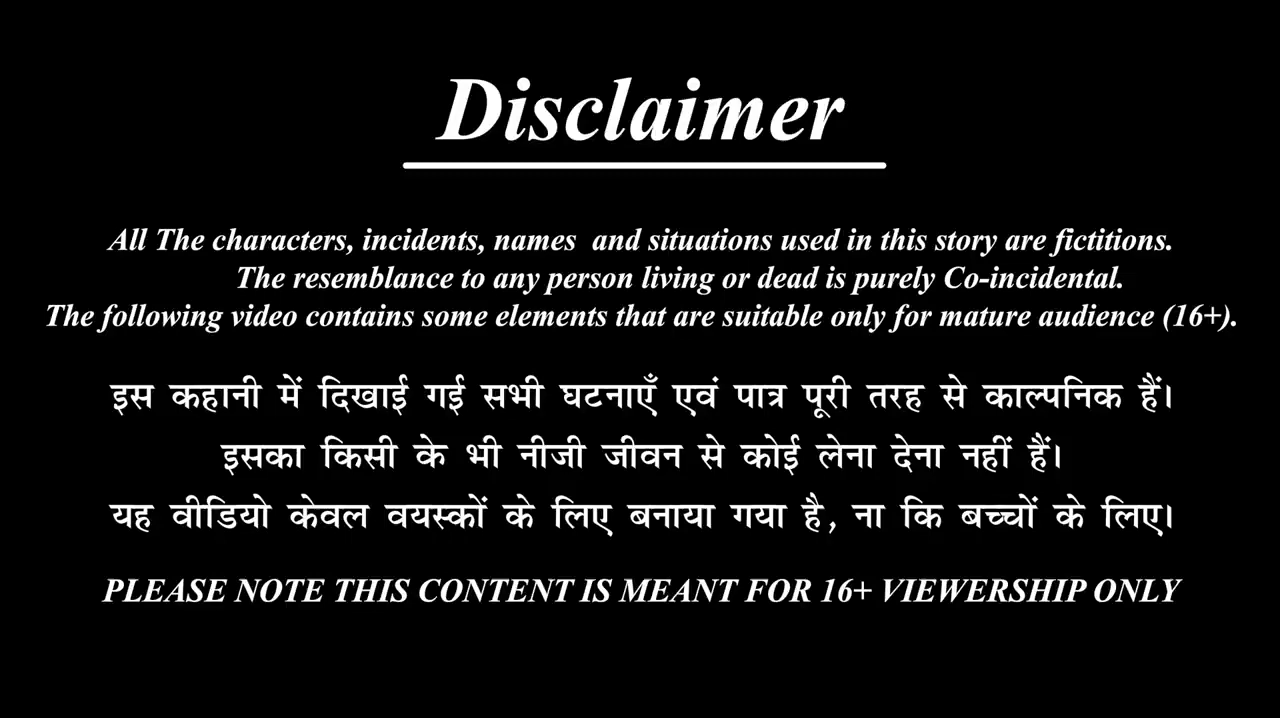 Disclaimer
All The characters, incidents, names and situations used in this story are fictitions.
The resemblance to any person living or dead is purely Co-incidental.
The following video contains some elements that are suitable only for mature audience (16+).
इस कहानी में दिखाई गई सभी घटनाएँ एवं पात्र पूरी तरह से काल्पनिक हैं।
इसका किसी के भी नीजी जीवन से कोई लेना देना नहीं हैं।
यह वीडियो केवल वयस्कों के लिए बनाया गया है, ना कि बच्चों के लिए।
PLEASE NOTE THIS CONTENT IS MEANT FOR 16+ VIEWERSHIP ONLY